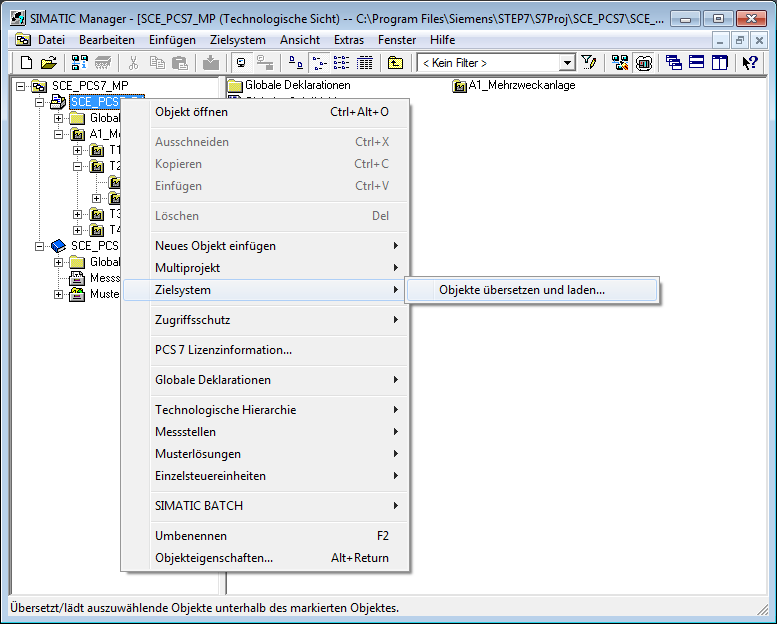 SIMATIC Manager - [SCE_PCS7_MP (Technologische Sicht) -- C:\Program Files\Siemens\STEP7\S7Proj\SCE_PCS7\SCE_...
Datei Bearbeiten Einfügen Zielsystem Ansicht Extras Fenster Hilfe
< Kein Filter >
SCE_PCS7_MP
Globale Deklarationen
A1_Mehrzweckanlage
SCE_PCS7
Global
A1_Me
T1
T2
T3
T4
SCE_PCS
Global
Messs
Muste
Objekt öffnen Ctrl+Alt+O
Ausschneiden Ctrl+X
Kopieren Ctrl+C
Einfügen Ctrl+V
Löschen Del
Neues Objekt einfügen
Multiprojekt
Zielsystem
Objekte übersetzen und laden...
Zugriffsschutz
PCS 7 Lizenzinformation...
Globale Deklarationen
Technologische Hierarchie
Messstellen
Musterlösungen
Einzelsteuereinheiten
SIMATIC BATCH
Umbenennen F2
Objekteigenschaften... Alt+Return
Übersetzt/lädt auszuwählende Objekte unterhalb des markierten Objektes.